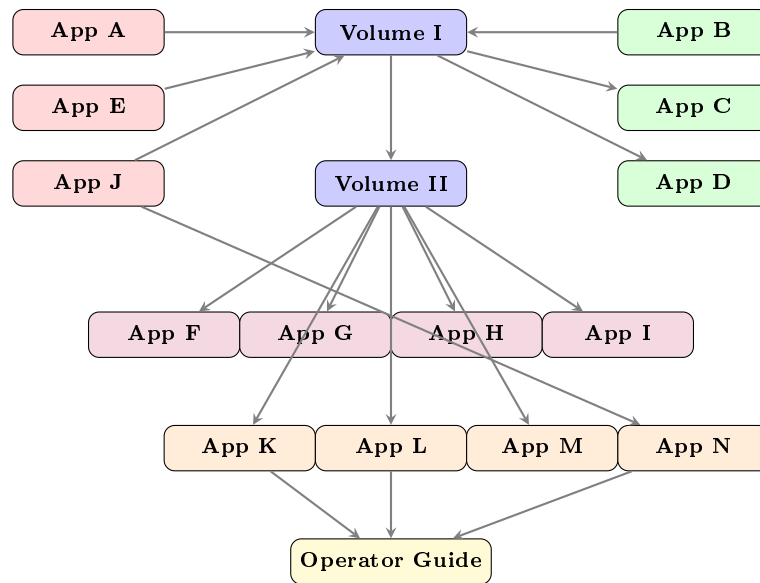 App A
Volume I
App B
App E
App C
App J
Volume II
App D
App F
App G
App H
App I
App K
App L
App M
App N
Operator Guide